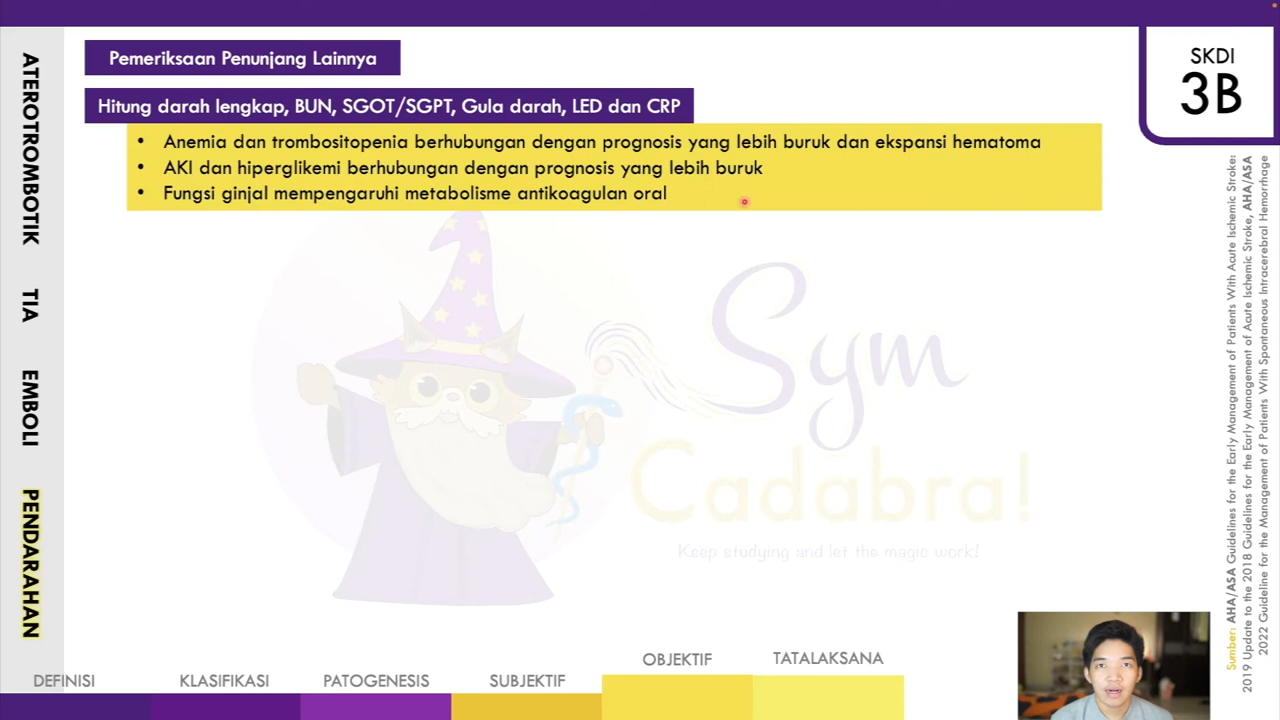 Pemeriksaan Penunjang Lainnya
SKDI
3B
Hitung darah lengkap, BUN, SGOT/SGPT, Gula darah, LED dan CRP
• Anemia dan trombositopenia berhubungan dengan prognosis yang lebih buruk dan ekspansi hematoma
• AKI dan hiperglikemi berhubungan dengan prognosis yang lebih buruk
• Fungsi ginjal mempengaruhi metabolisme antikoagulan oral
ATEROTROMBOTIK
TIA
EMBOLI
PENDARAHAN
Sym
Cadabra!
Keep studying and let the magic work!
Sumber: AHA/ASA Guidelines for the Early Management of Patients With Acute Ischemic Stroke:
2019 Update to the 2018 Guidelines for the Early Management of Acute Ischemic Stroke, AHA/ASA
2022 Guideline for the Management of Patients With Spontaneous Intracerebral Hemorrhage
DEFINISI
KLASIFIKASI
PATOGENESIS
SUBJEKTIF
OBJEKTIF
TATALAKSANA